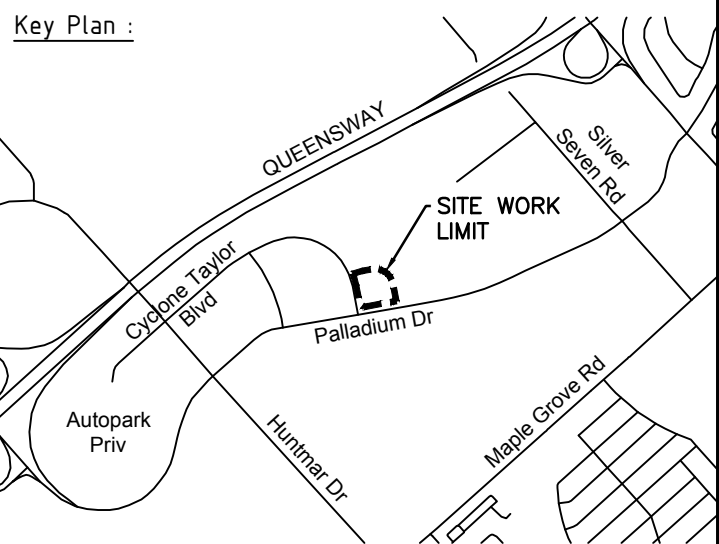 Key Plan :
QUEENSWAY
Silver
Seven Rd
SITE WORK
LIMIT
Cyclone Taylor
Blvd
Palladium Dr
Maple Grove Rd
Autopark
Priv
Huntmar Dr